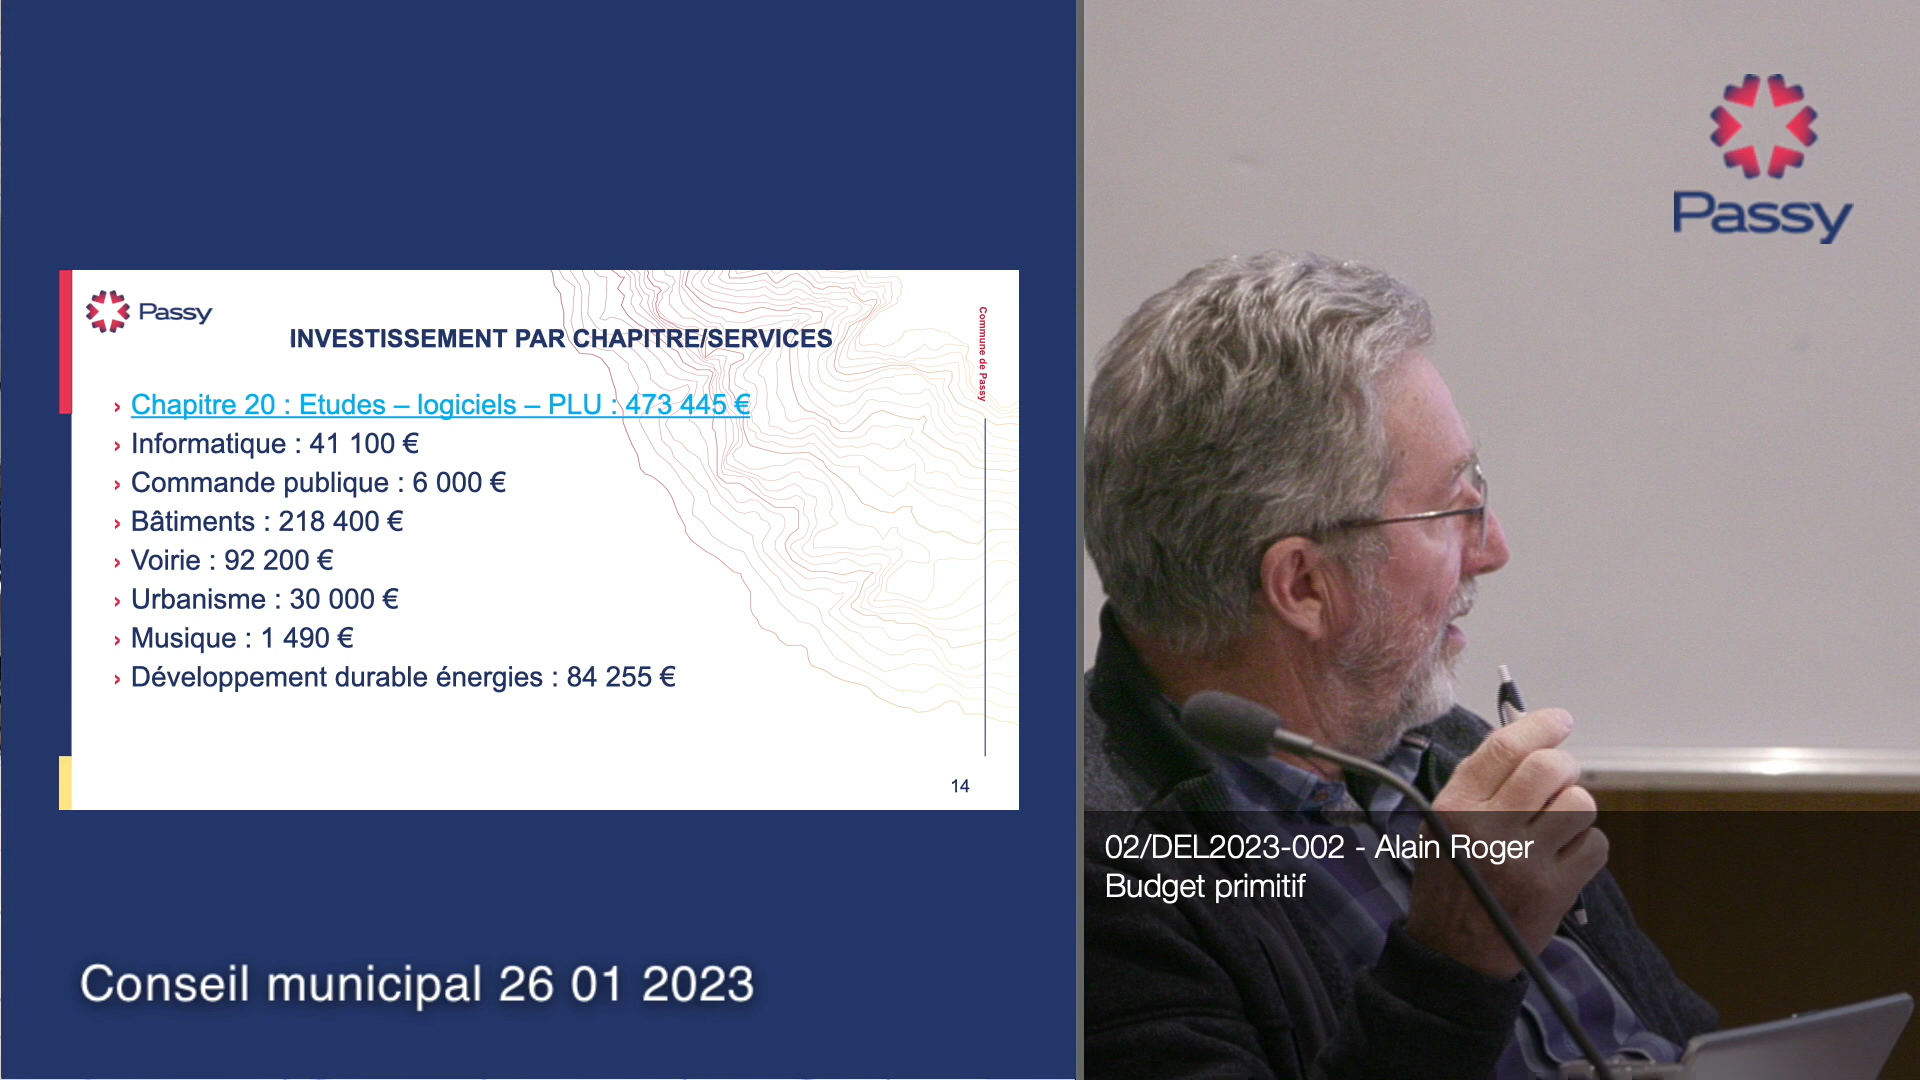 Passy
INVESTISSEMENT PAR CHAPITRE/SERVICES
Commune de Passy
› Chapitre 20 : Etudes – logiciels – PLU : 473 445 €
› Informatique : 41 100 €
› Commande publique : 6 000 €
› Bâtiments : 218 400 €
› Voirie : 92 200 €
› Urbanisme : 30 000 €
› Musique : 1 490 €
› Développement durable énergies : 84 255 €
14
Conseil municipal 26 01 2023
Passy
02/DEL2023-002 - Alain Roger
Budget primitif